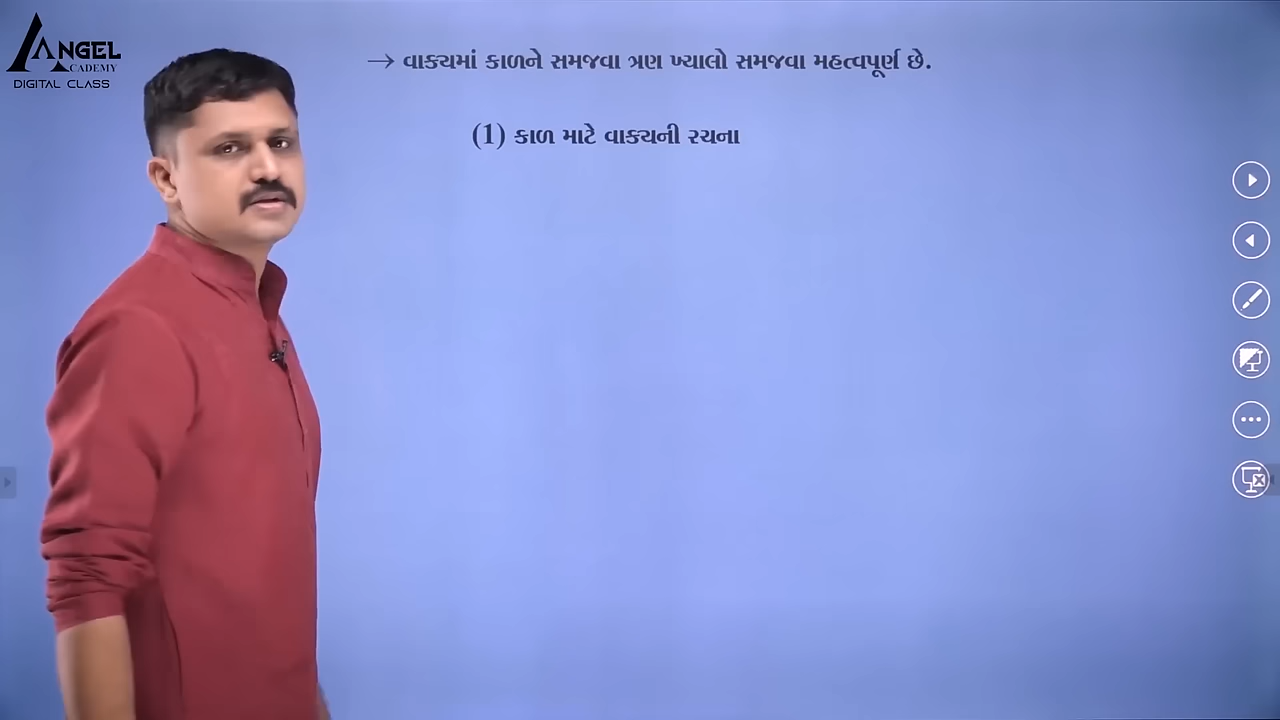 ANGEL
ACADEMY
DIGITAL CLASS
→ વાક્યમાં કાળને સમજવા ત્રણ ખ્યાલો સમજવા મહત્વપૂર્ણ છે.
(1) કાળ માટે વાક્યની રચના